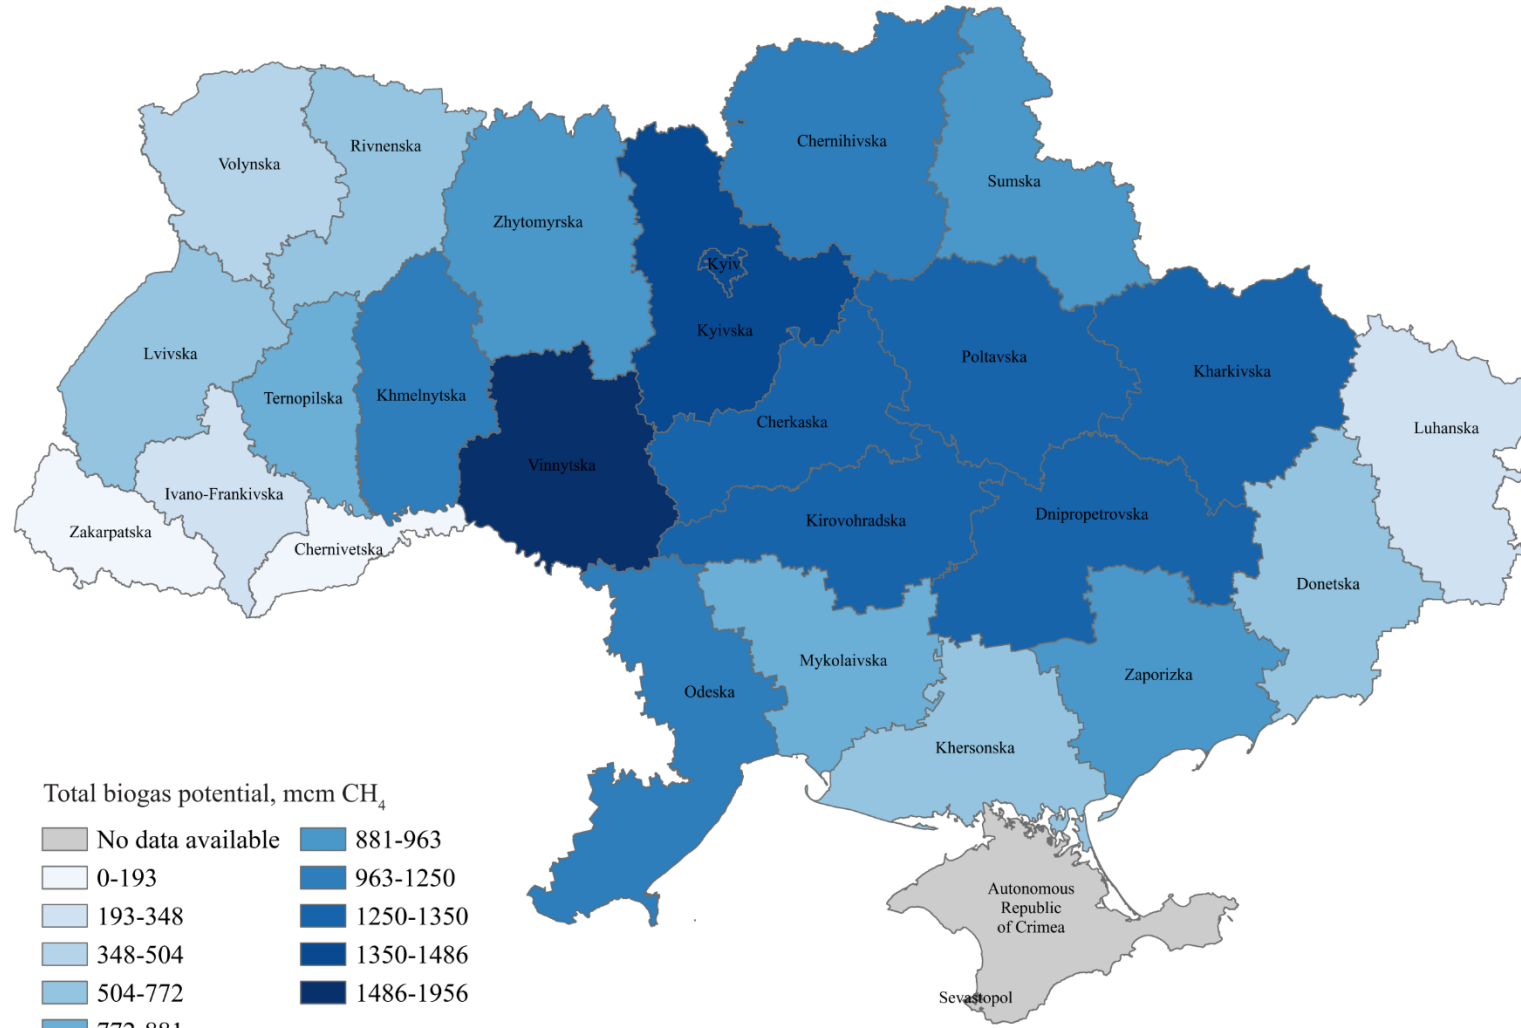 Chernihivska
Rivnenska
Volynska
Sumska
Zhytomyrska
Kyiv
Kyivska
Lvivska
Poltavska
Kharkivska
Ternopilska
Khmelnytska
Cherkaska
Luhanska
Vinnytska
Ivano-Frankivska
Kirovohradska
Dnipropetrovska
Zakarpatska
Chernivetska
Donetska
Mykolaivska
Zaporizka
Odeska
Khersonska
Total biogas potential, mcm CH₄
No data available
0-193
193-348
348-504
504-772
772-881
881-963
963-1250
1250-1350
1350-1486
1486-1956
Autonomous
Republic
of Crimea
Sevastopol